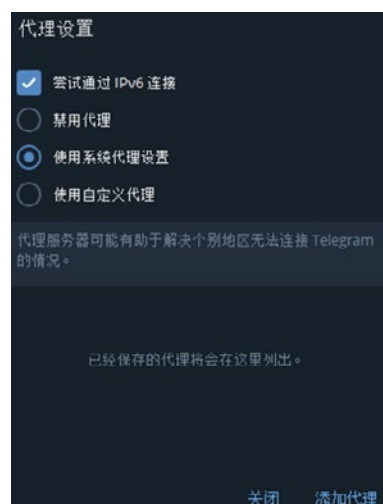 代理设置
尝试通过 IPv6 连接
禁用代理
使用系统代理设置
使用自定义代理
代理服务器可能有助于解决个别地区无法连接 Telegram
的情况。
已经保存的代理将会在这里列出。
关闭 添加代理